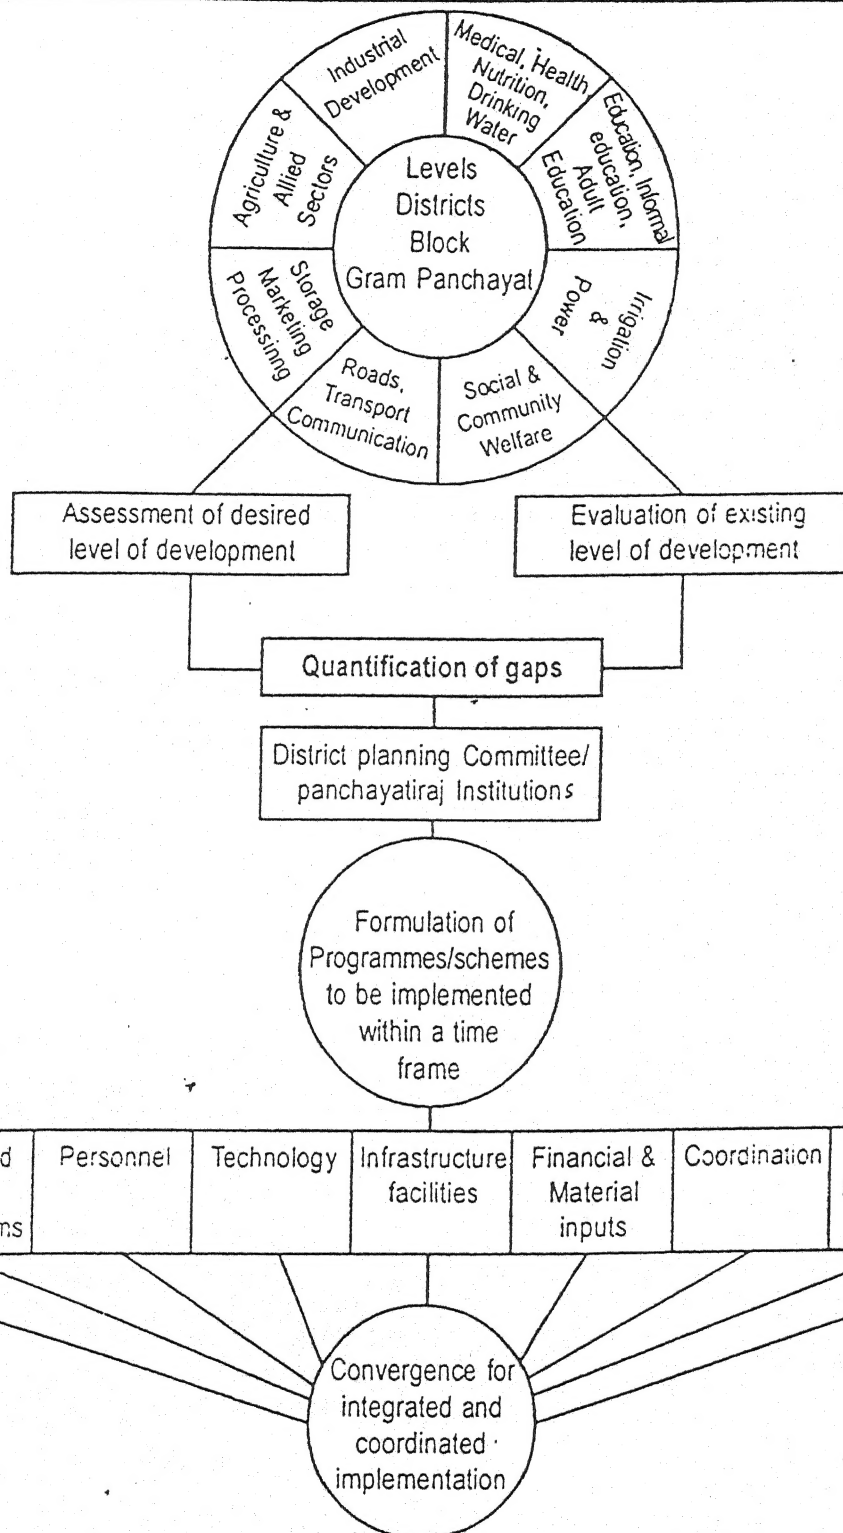 Industrial
Development
Medical, Health,
Nutrition,
Drinking
Water
Education, Informal
education,
Adult
Education
Irrigation
&
Power
Social &
Community
Welfare
Roads,
Transport
Communication
Storage
Marketing
Processinng
Agriculture &
Allied
Sectors
Levels
Districts
Block
Gram Panchayat
Assessment of desired
level of development
Evaluation of existing
level of development
Quantification of gaps
District planning Committee/
panchayatiraj Institutions
Formulation of
Programmes/schemes
to be implemented
within a time
frame
Personnel
Technology
Infrastructure
facilities
Financial &
Material
inputs
Coordination
Convergence for
integrated and
coordinated
implementation